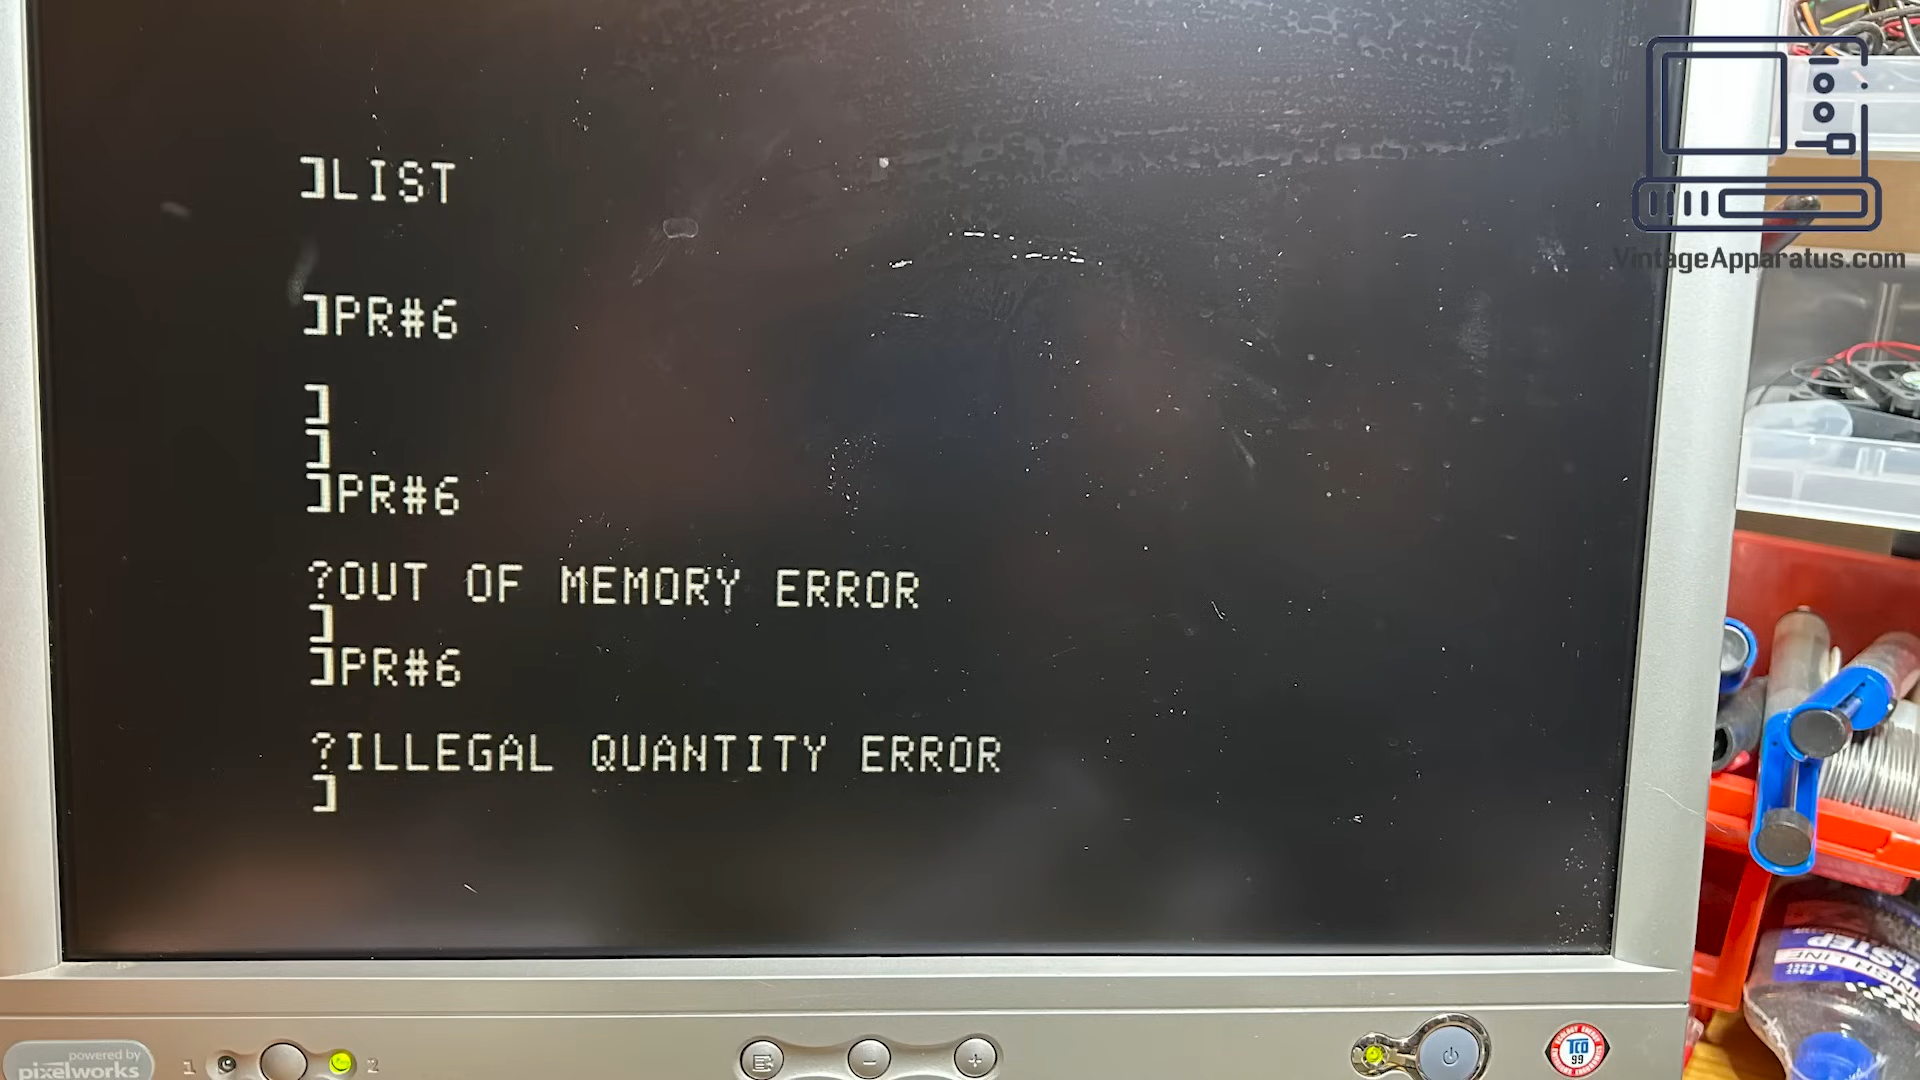 ]LIST
]PR#6
]
]
]PR#6
?OUT OF MEMORY ERROR
]
]PR#6
?ILLEGAL QUANTITY ERROR
]
VintageApparatus.com
powered by
pixelworks
1
2
TCO
99